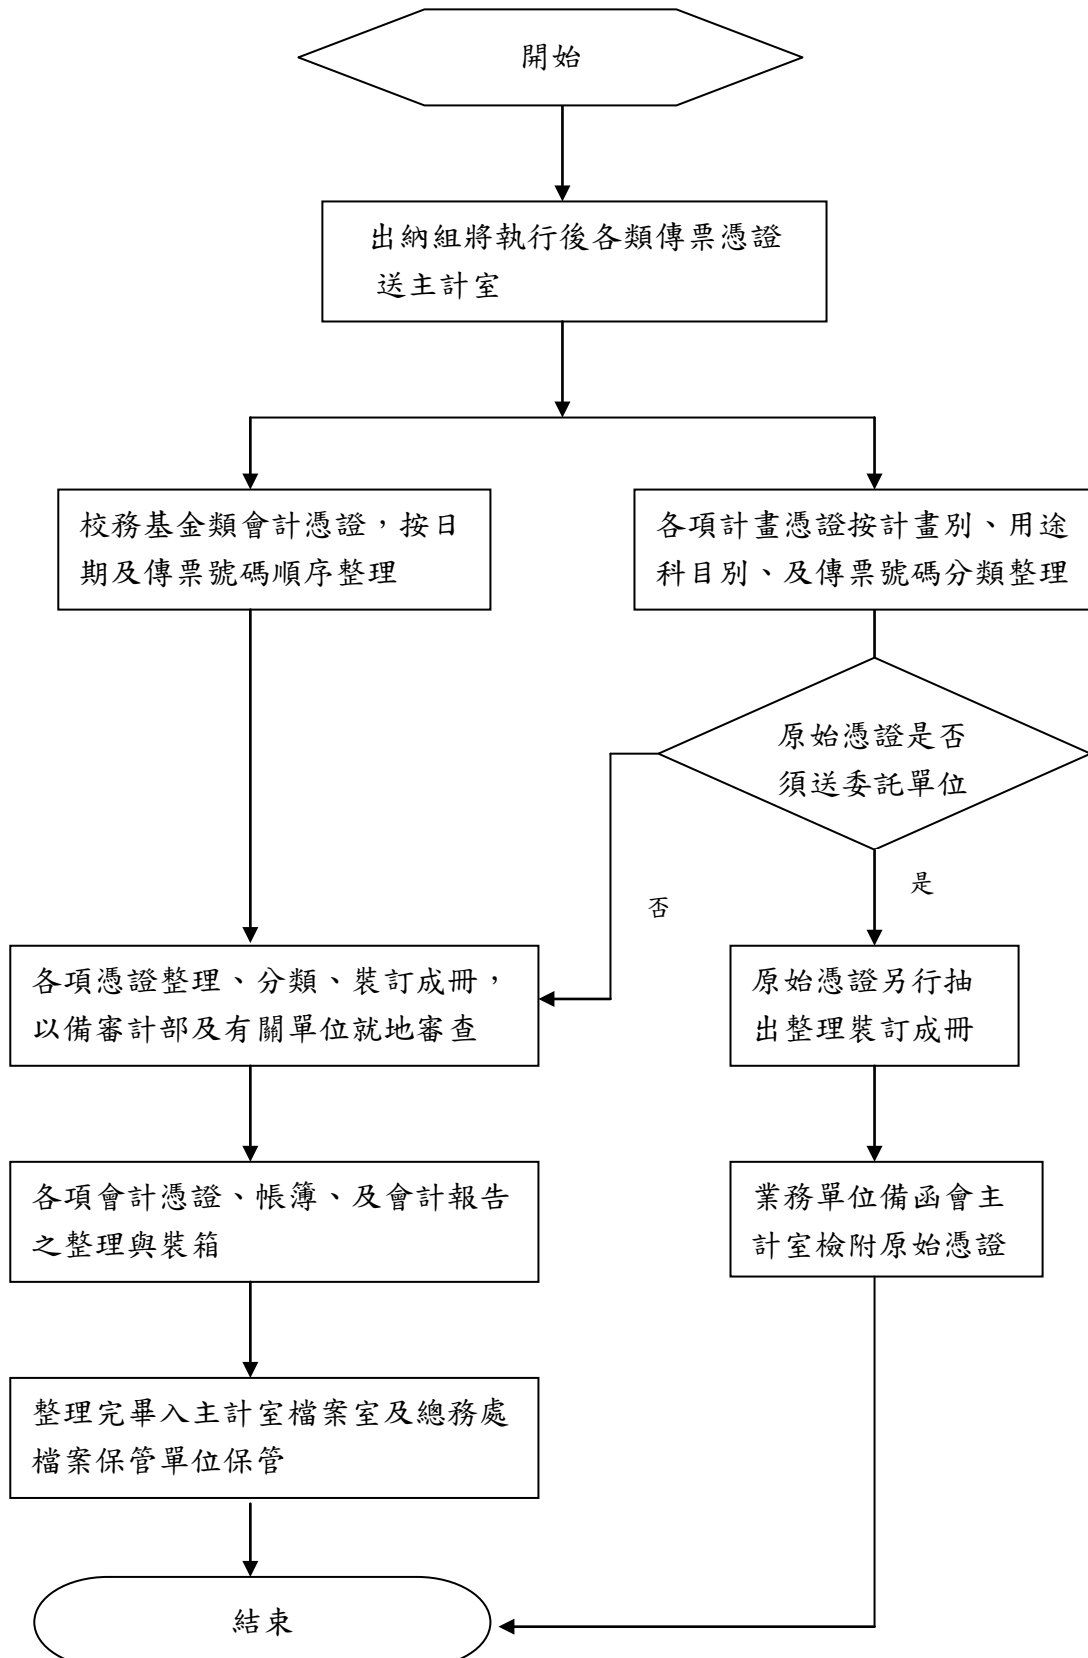 開始
出納組將執行後各類傳票憑證
送主計室
校務基金類會計憑證，按日
期及傳票號碼順序整理
各項計畫憑證按計畫別、用途
科目別、及傳票號碼分類整理
原始憑證是否
須送委託單位
是
否
各項憑證整理、分類、裝訂成冊，
以備審計部及有關單位就地審查
原始憑證另行抽
出整理裝訂成冊
各項會計憑證、帳簿、及會計報告
之整理與裝箱
業務單位備函會主
計室檢附原始憑證
整理完畢入主計室檔案室及總務處
檔案保管單位保管
結束